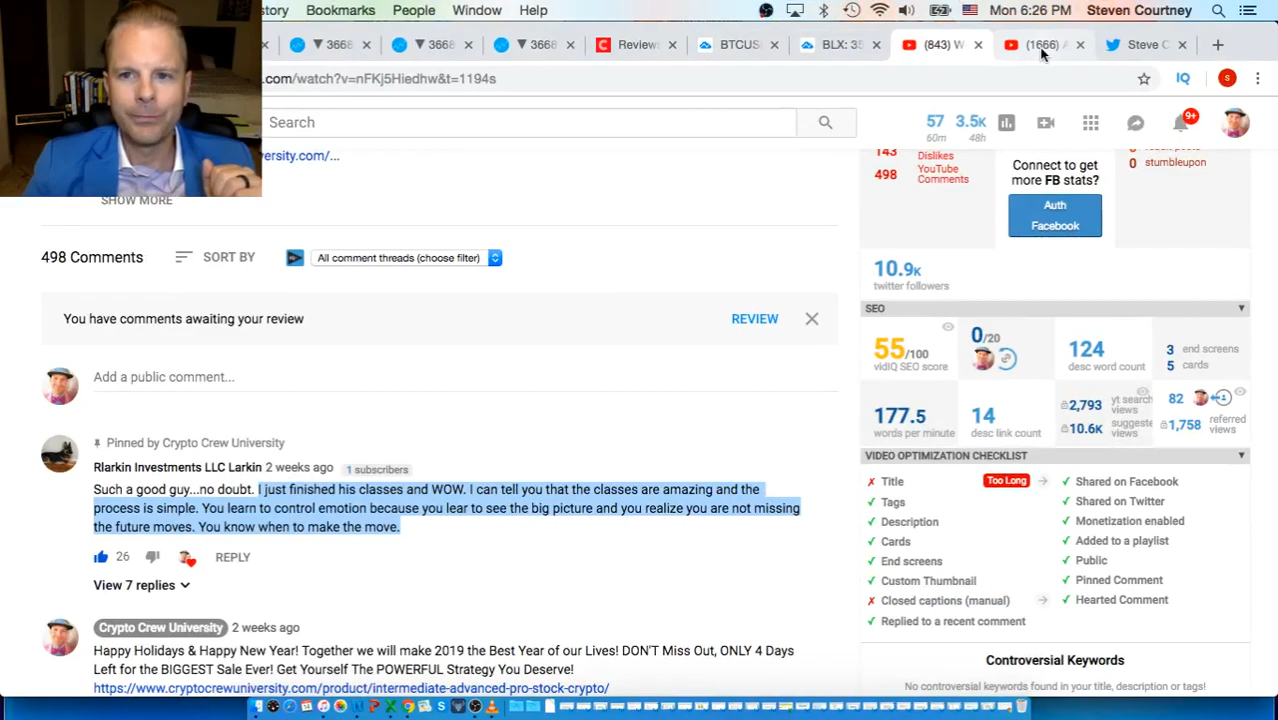 story Bookmarks People Window Help Mon 6:26 PM Steven Courtney
3668 3668 3668 Review BTCUS BLX: 35 (843) W (1666) A Steve C
.com/watch?v=nFKj5Hiedhw&t=1194s IQ S
Search
57 60m 3.5K 48h 9+
ersity.com/...
SHOW MORE
143 Dislikes
498 YouTube Comments
Connect to get
more FB stats?
Auth
Facebook
0 stumbleupon
498 Comments SORT BY All comment threads (choose filter)
10.9K
twitter followers
You have comments awaiting your review REVIEW
SEO
55/100
vidIQ SEO score
0/20
124
desc word count
3 end screens
5 cards
Add a public comment...
177.5
words per minute
14
desc link count
2,793 yt search views
10.6K suggeste views
82
1,758 referred views
Pinned by Crypto Crew University
Rlarkin Investments LLC Larkin 2 weeks ago 1 subscribers
Such a good guy...no doubt. I just finished his classes and WOW. I can tell you that the classes are amazing and the
process is simple. You learn to control emotion because you lear to see the big picture and you realize you are not missing
the future moves. You know when to make the move.
26 REPLY
View 7 replies
VIDEO OPTIMIZATION CHECKLIST
Title Too Long
Tags
Description
Cards
End screens
Custom Thumbnail
Closed captions (manual)
Replied to a recent comment
Shared on Facebook
Shared on Twitter
Monetization enabled
Added to a playlist
Public
Pinned Comment
Hearted Comment
Crypto Crew University 2 weeks ago
Happy Holidays & Happy New Year! Together we will make 2019 the Best Year of our Lives! DON'T Miss Out, ONLY 4 Days
Left for the BIGGEST Sale Ever! Get Yourself The POWERFUL Strategy You Deserve!
https://www.cryptocrewuniversity.com/product/intermediate-advanced-pro-stock-crypto/
Controversial Keywords
No controversial keywords found in your title, description or tags!